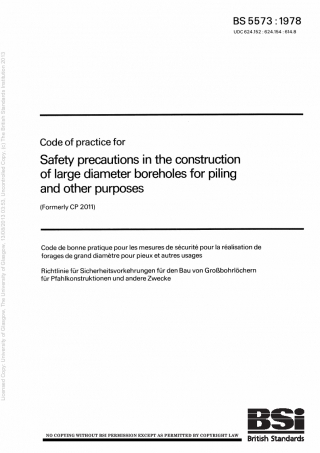 BS 5573 : 1978
UDC 624.152 : 624.154 : 614.8
Code of practice for
Safety precautions in the construction
of large diameter boreholes for piling
and other purposes
(Formerly CP 2011)
Code de bonne pratique pour les mesures de sécurité pour la réalisation de
forages de grand diamètre pour pieux et autres usages
Richtlinie für Sicherheitsvorkehrungen für den Bau von Großbohrlöchern
für Pfahlkonstruktionen und andere Zwecke
BSi
British Standards
NO COPYING WITHOUT BSI PERMISSION EXCEPT AS PERMITTED BY COPYRIGHT LAW
Licensed Copy: University of Glasgow, The University of Glasgow, 13/09/2013 03:53, Uncontrolled Copy, (c) The British Standards Institution 2013